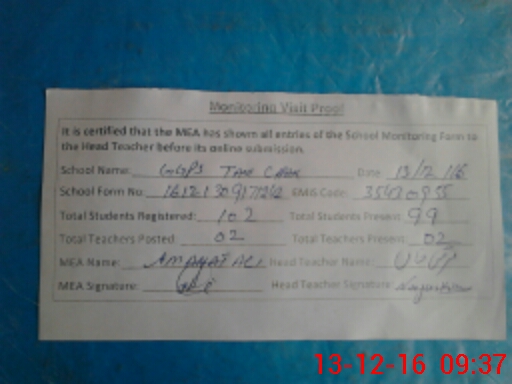 Monitoring Visit Proof
It is certified that the MEA has shown all entries of the School Monitoring Form to
the Head Teacher before its online submission.
School Name: GGPS Date 13/12/16
School Form No: EMIS Code:
Total Students Registered: 102 Total Students Present: 99
Total Teachers Posted: 02 Total Teachers Present: 02
MEA Name: Head Teacher Name:
MEA Signature: Head Teacher Signature
13-12-16 09:37